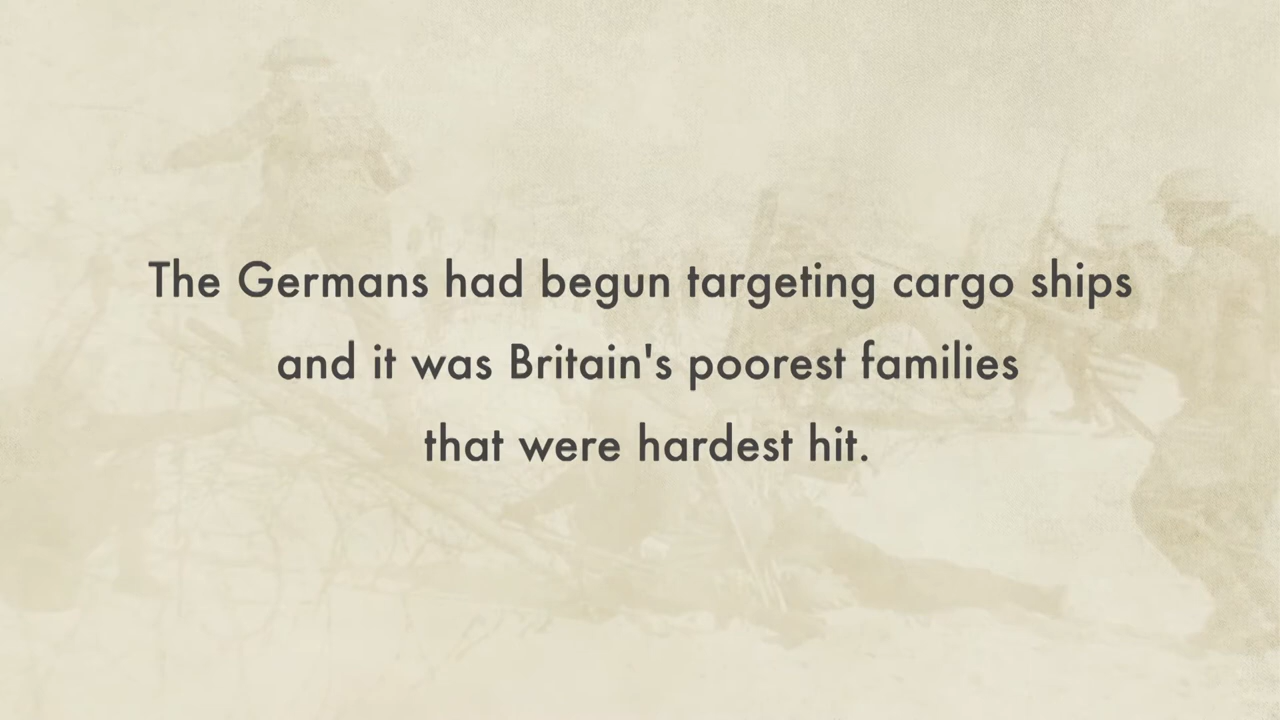 The Germans had begun targeting cargo ships
and it was Britain's poorest families
that were hardest hit.